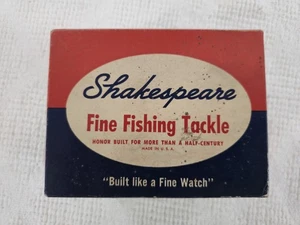 Shakespeare
Fine Fishing Tackle
HONOR BUILT, FOR MORE THAN A HALF-CENTURY
MADE IN U.S.A.
"Built like a Fine Watch"